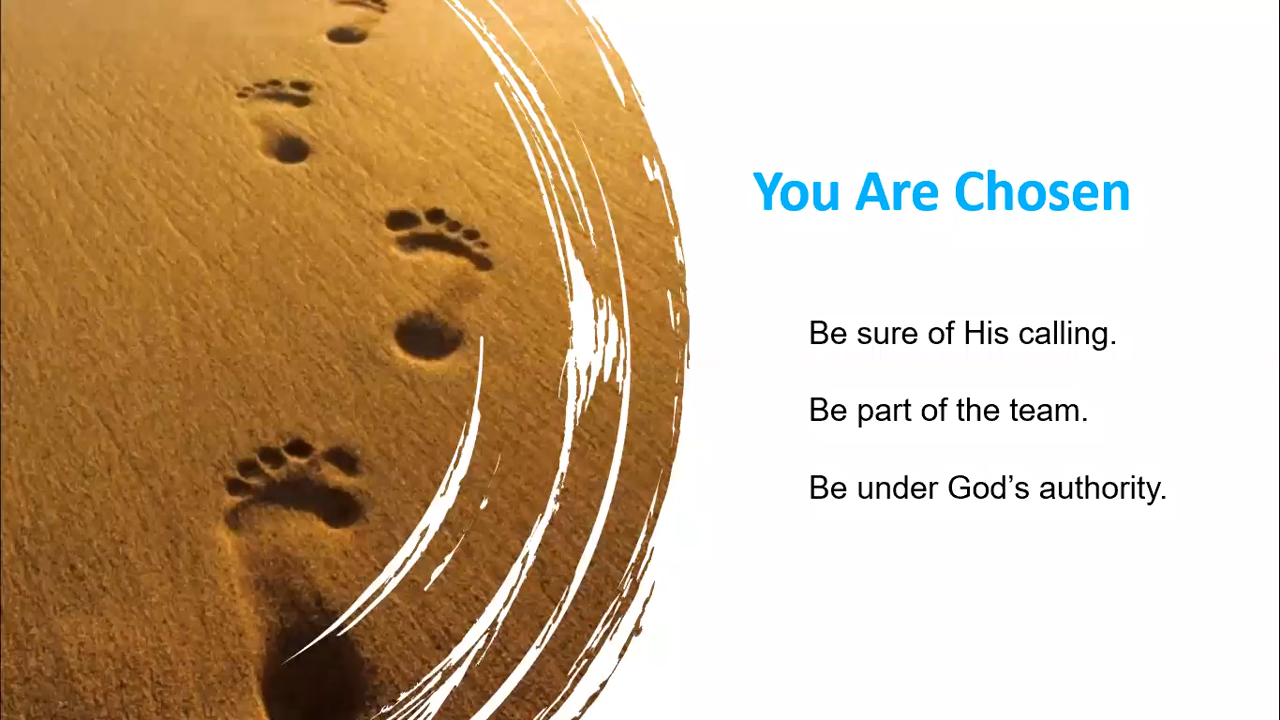 You Are Chosen
Be sure of His calling.
Be part of the team.
Be under God’s authority.